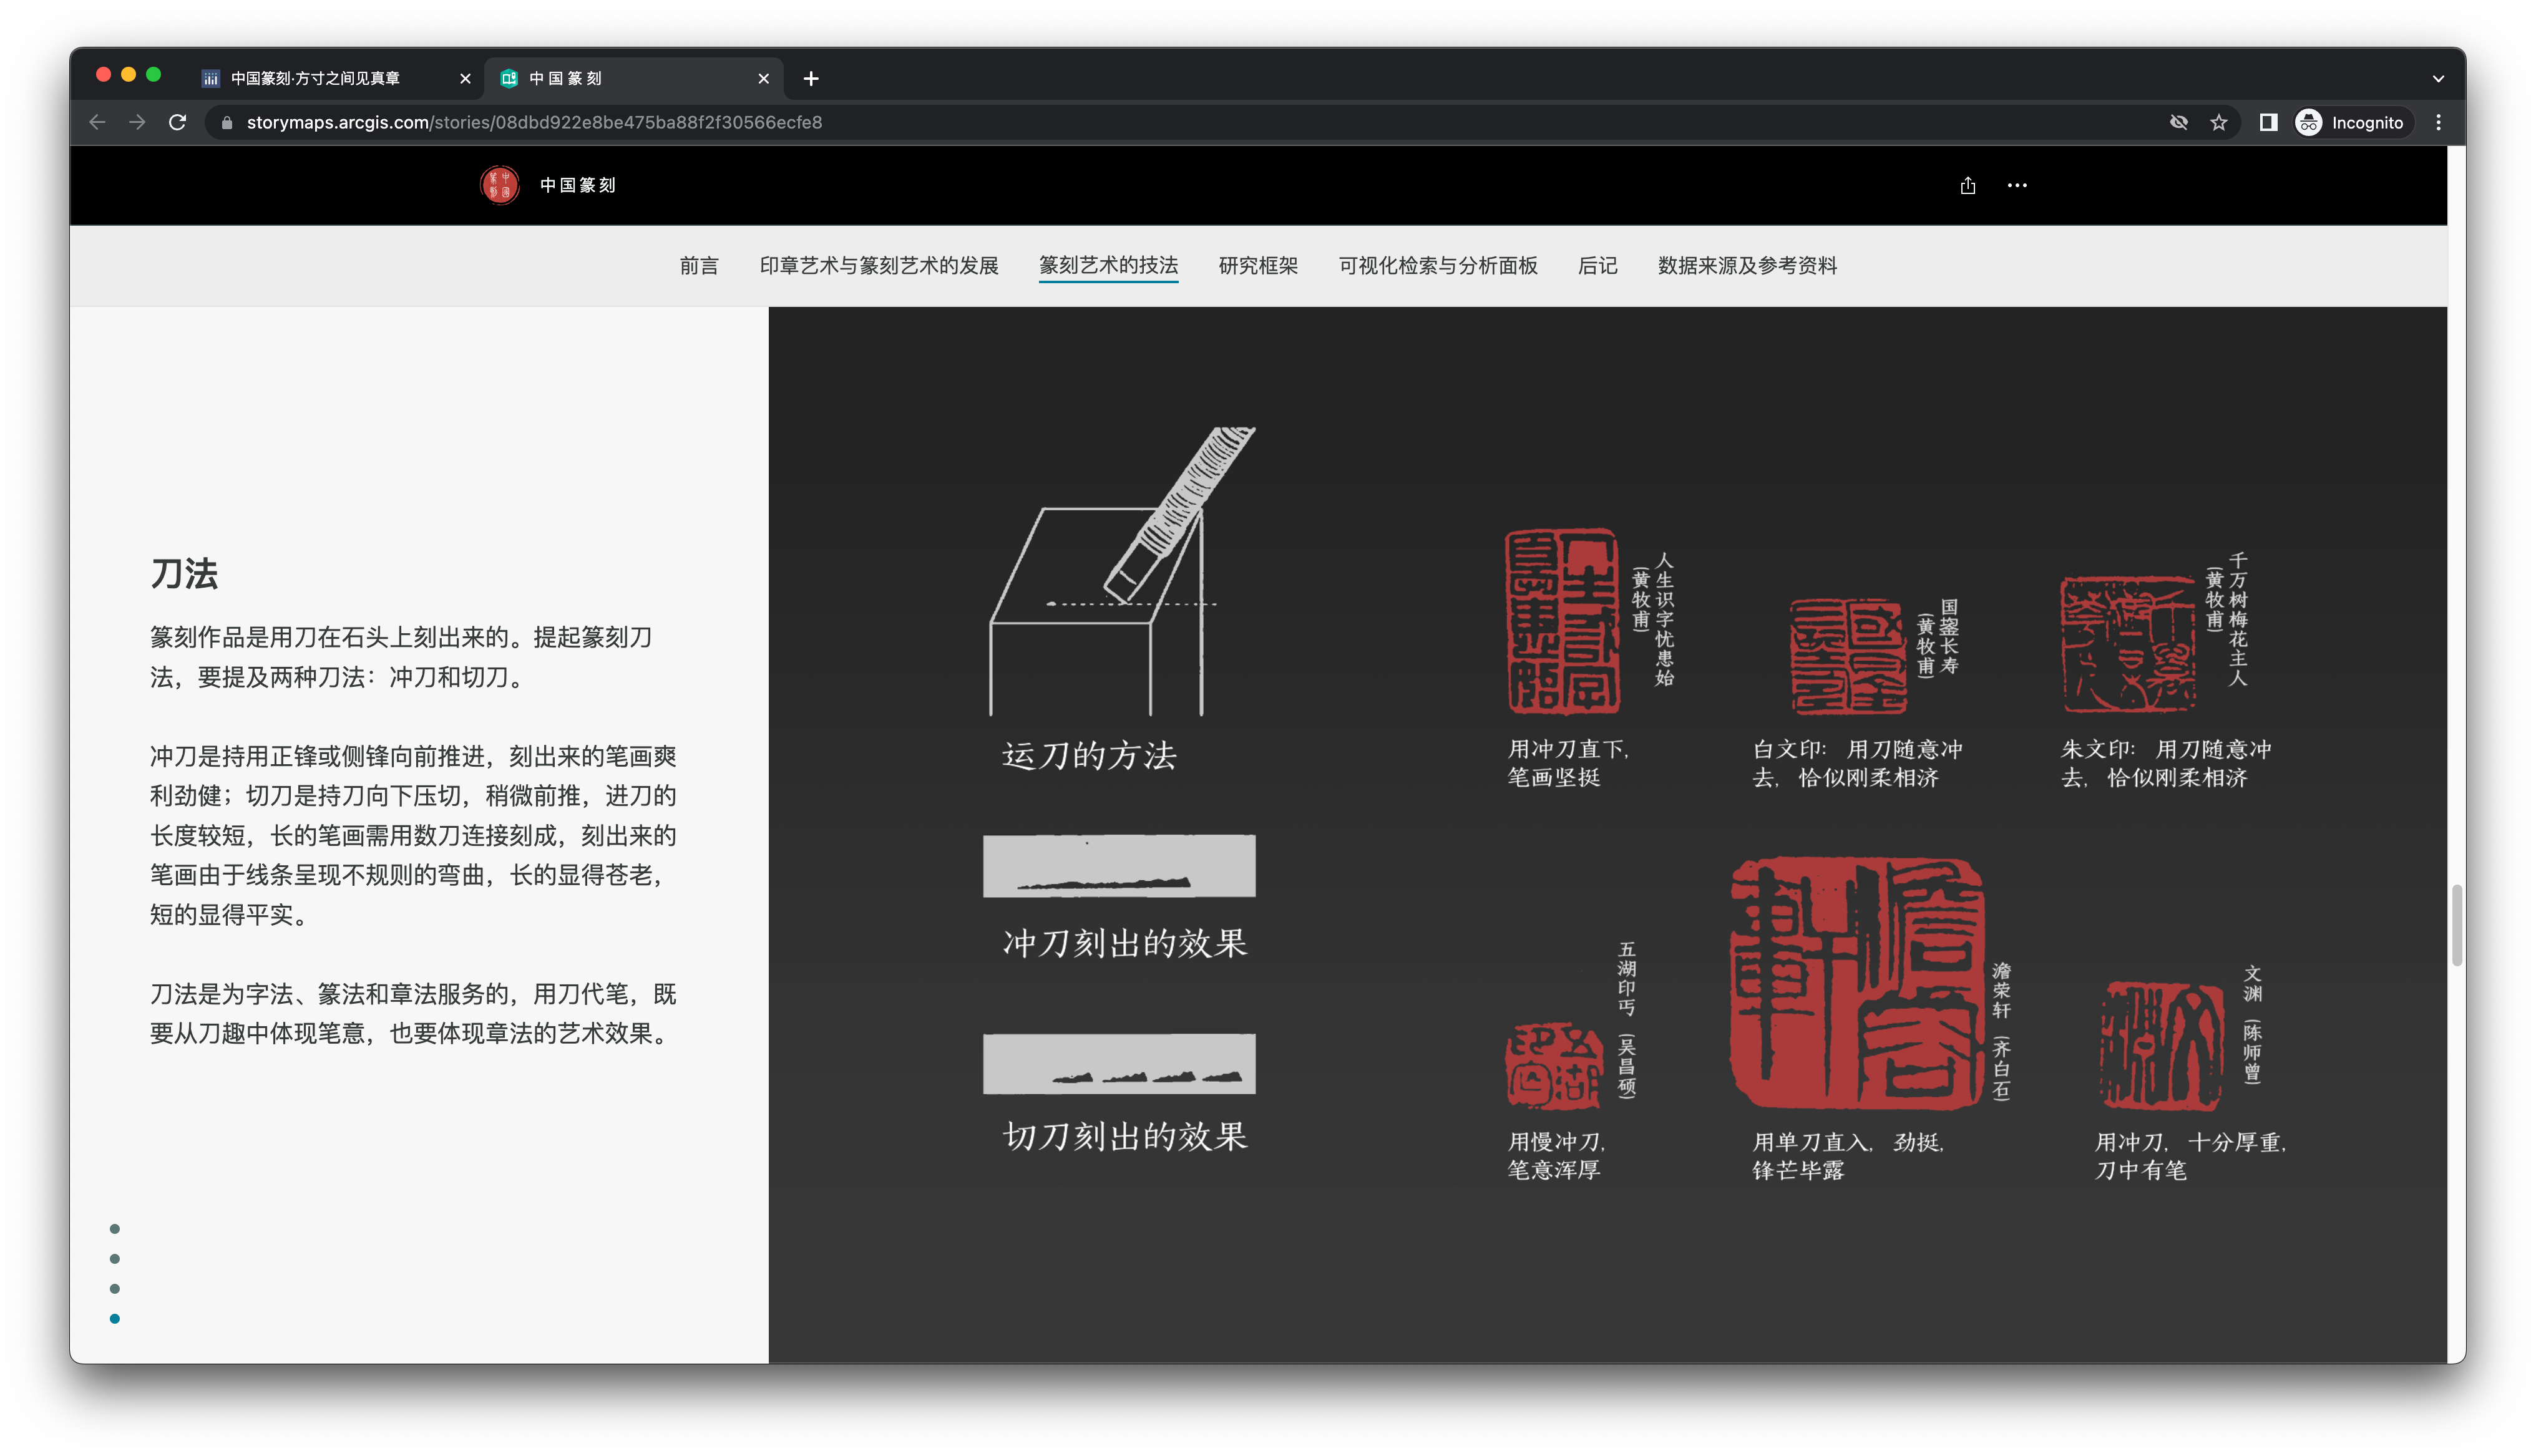 中国篆刻·方寸之间见真章
中国篆刻
storymaps.arcgis.com/stories/08dbd922e8be475ba88f2f30566ecfe8
Incognito
中国篆刻
前言
印章艺术与篆刻艺术的发展
篆刻艺术的技法
研究框架
可视化检索与分析面板
后记
数据来源及参考资料
刀法
篆刻作品是用刀在石头上刻出来的。提起篆刻刀
法，要提及两种刀法：冲刀和切刀。
冲刀是持用正锋或侧锋向前推进，刻出来的笔画爽
利劲健；切刀是持刀向下压切，稍微前推，进刀的
长度较短，长的笔画需用数刀连接刻成，刻出来的
笔画由于线条呈现不规则的弯曲，长的显得苍老，
短的显得平实。
刀法是为字法、篆法和章法服务的，用刀代笔，既
要从刀趣中体现笔意，也要体现章法的艺术效果。
运刀的方法
冲刀刻出的效果
切刀刻出的效果
人生识字忧患始
(黄牧甫)
用冲刀直下,
笔画坚挺
国鋆长寿
(黄牧甫)
白文印: 用刀随意冲
去, 恰似刚柔相济
千万树梅花主人
(黄牧甫)
朱文印: 用刀随意冲
去, 恰似刚柔相济
五湖印丐 (吴昌硕)
用慢冲刀,
笔意浑厚
澹荣轩 (齐白石)
用单刀直入, 劲挺,
锋芒毕露
文渊 (陈师曾)
用冲刀, 十分厚重,
刀中有笔